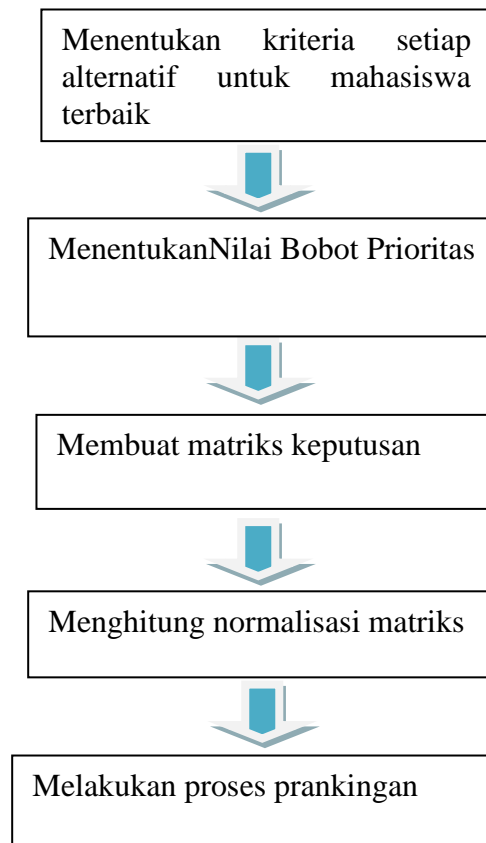 Menentukan kriteria setiap
alternatif untuk mahasiswa
terbaik
MenentukanNilai Bobot Prioritas
Membuat matriks keputusan
Menghitung normalisasi matriks
Melakukan proses prankingan